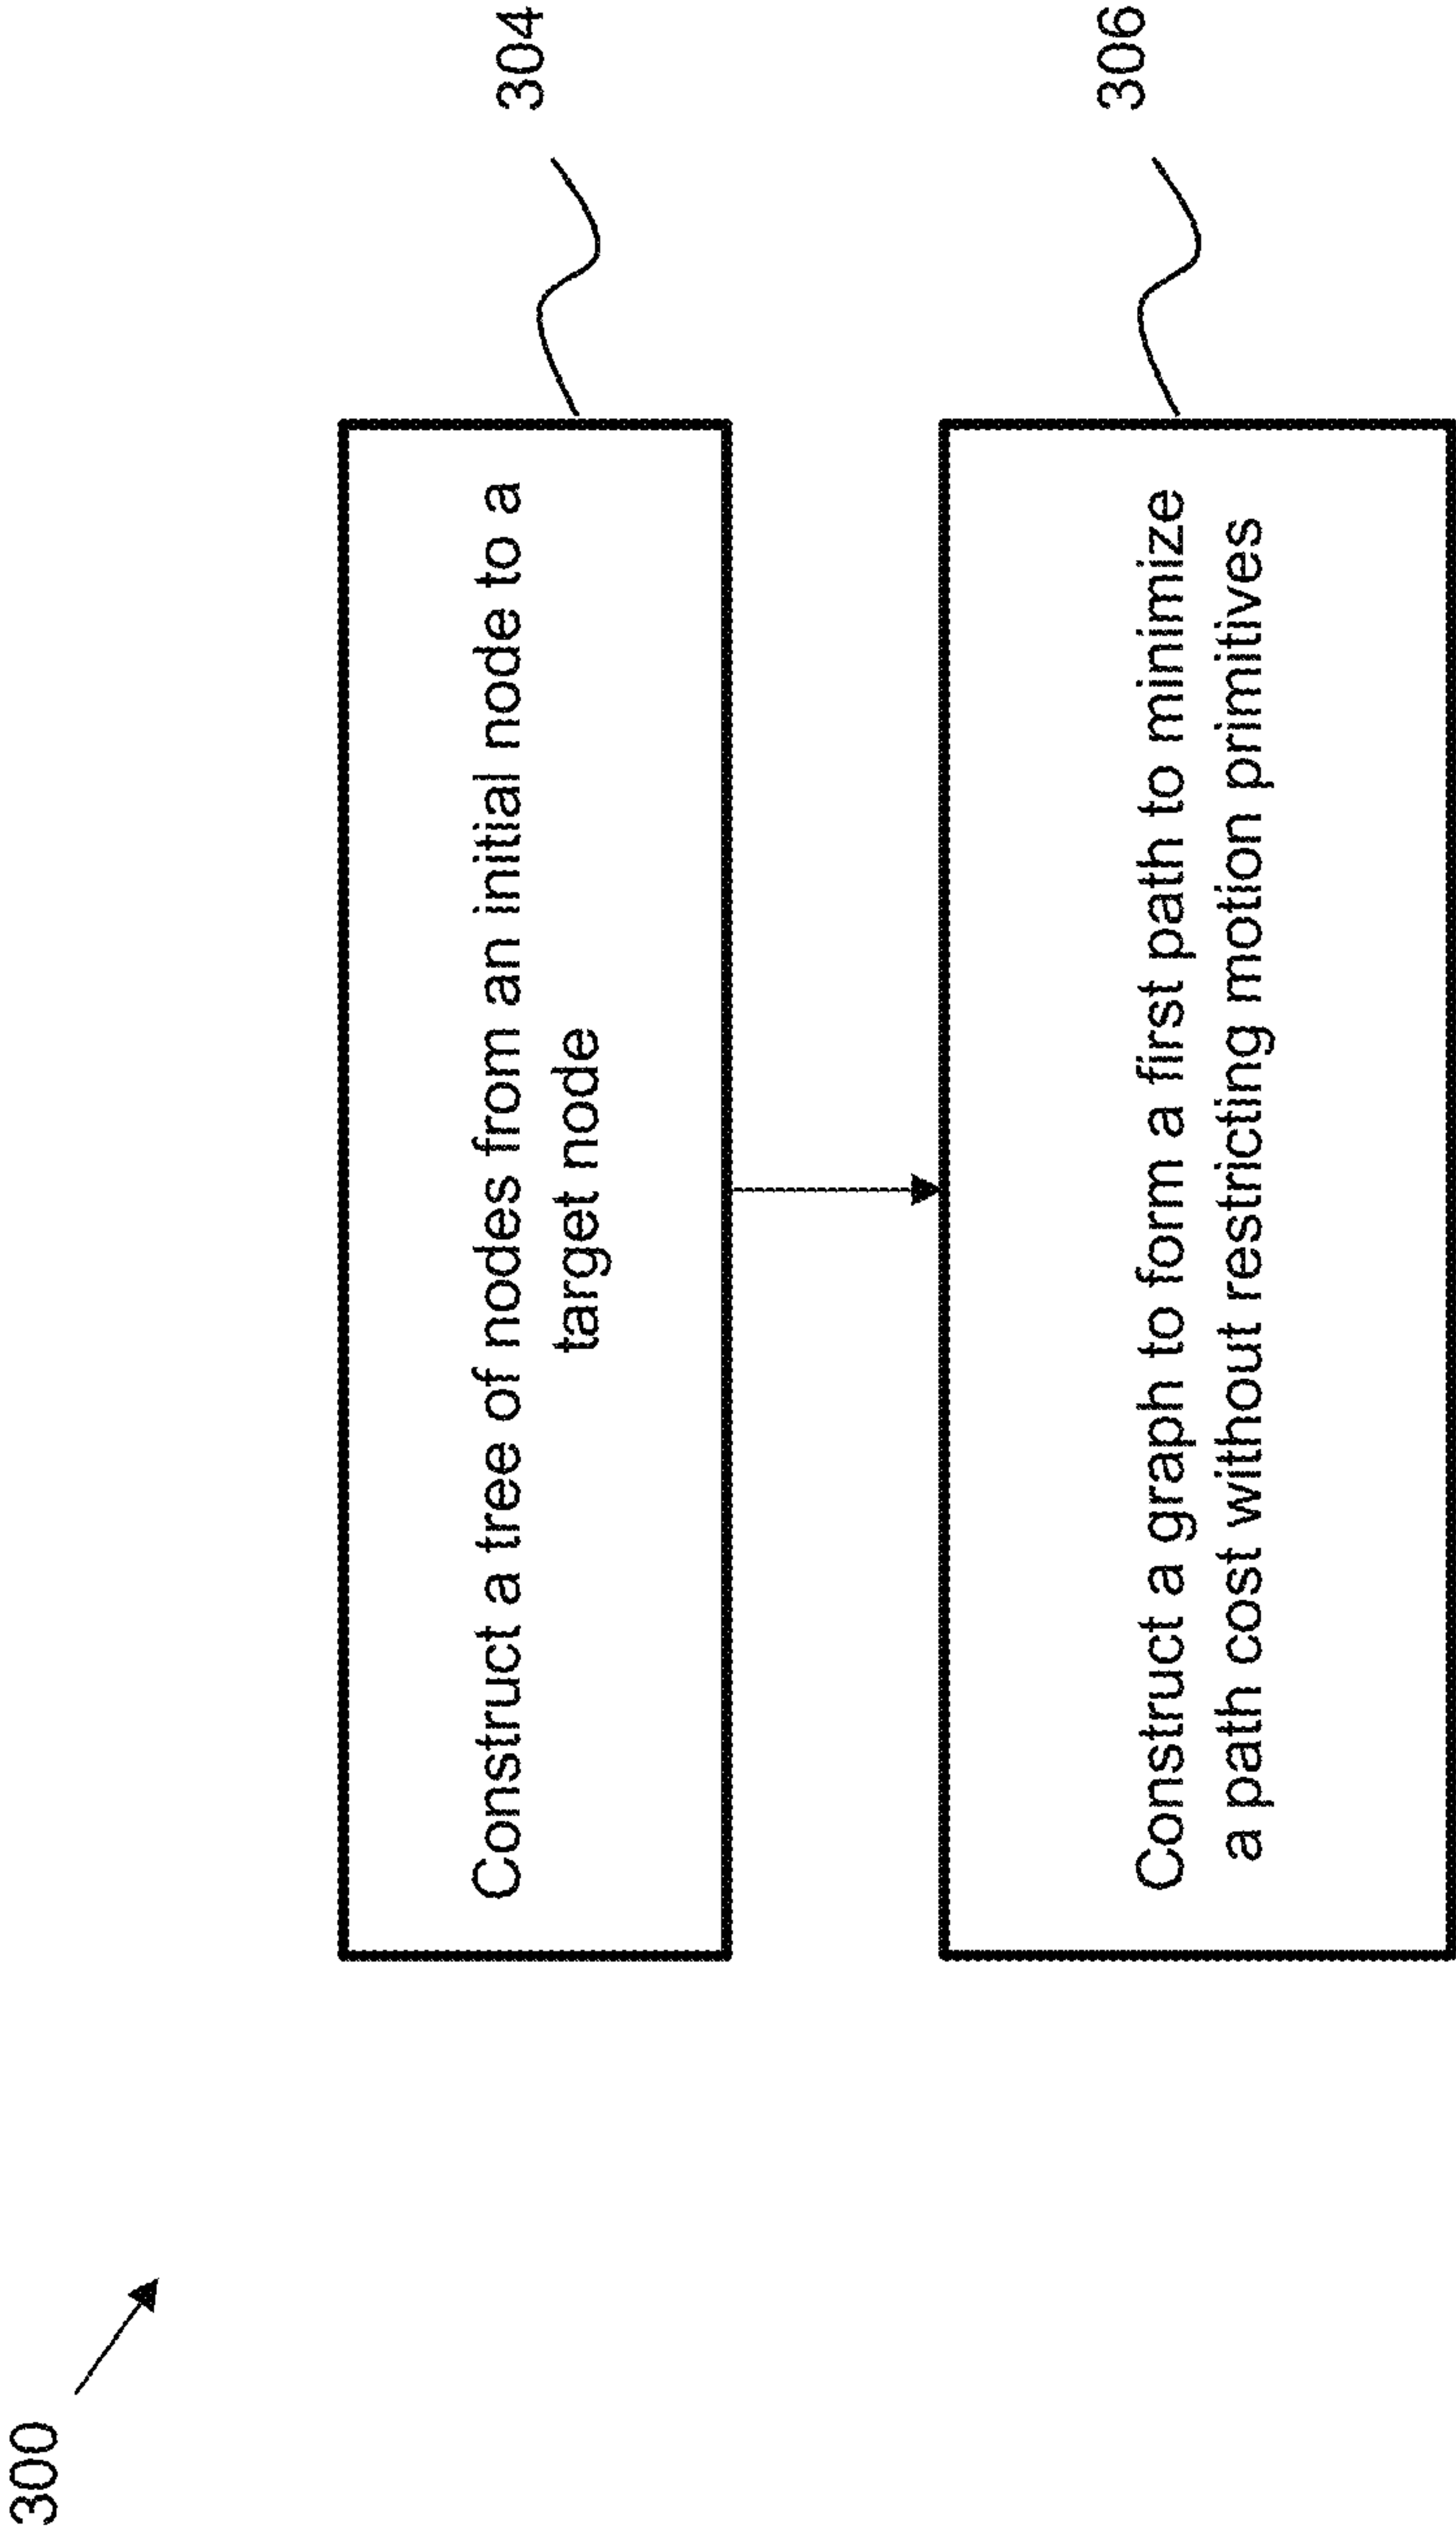 300
Construct a tree of nodes from an initial node to a
target node
304
Construct a graph to form a first path to minimize
a path cost without restricting motion primitives
306